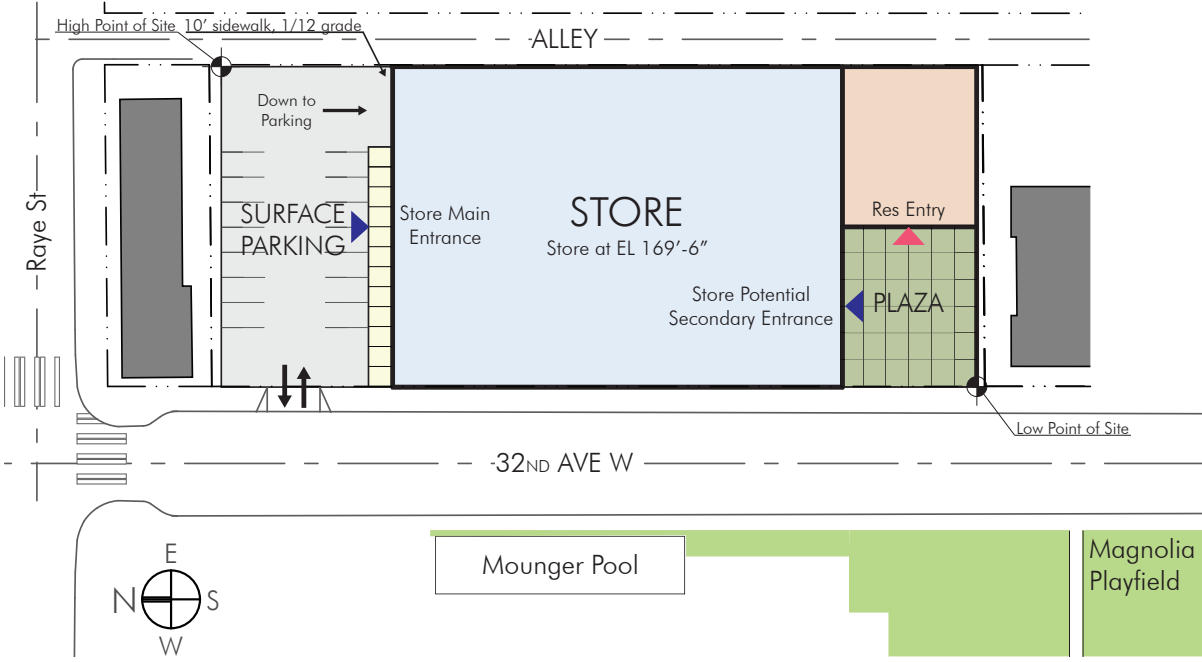 High Point of Site
10’ sidewalk, 1/12 grade
ALLEY
Down to
Parking
Raye St
SURFACE
PARKING
Store Main
Entrance
STORE
Store at EL 169’-6”
Res Entry
Store Potential
Secondary Entrance
PLAZA
Low Point of Site
32ND AVE W
Mounger Pool
Magnolia
Playfield
E
N
S
W